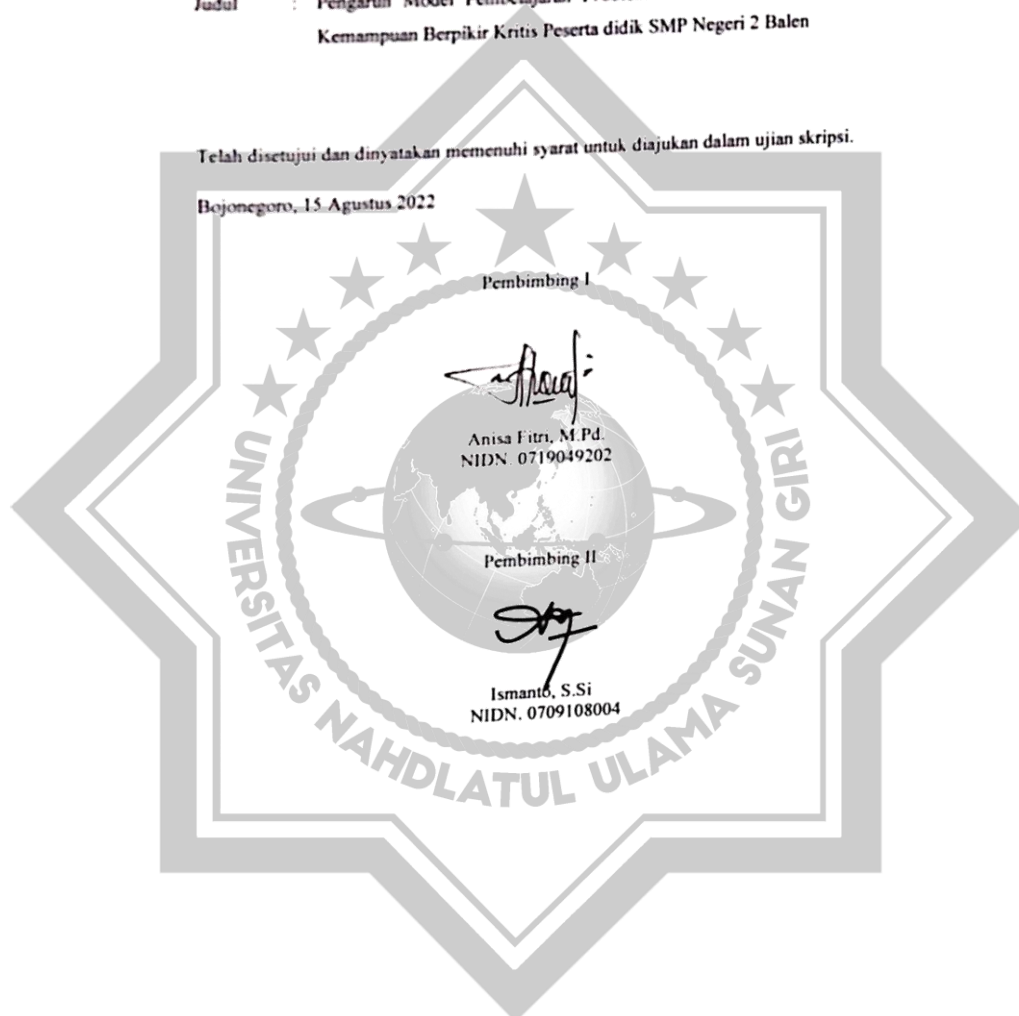 Judul : Pengaruh Model Pembelajaran
Kemampuan Berpikir Kritis Peserta didik SMP Negeri 2 Balen
Telah disetujui dan dinyatakan memenuhi syarat untuk diajukan dalam ujian skripsi.
Bojonegoro, 15 Agustus 2022
Pembimbing I
Anisa Fitri, M.Pd.
NIDN. 0719049202
Pembimbing II
Ismanto, S.Si
NIDN. 0709108004
UNIVERSITAS NAHDLATUL ULAMA SUNAN GIRI